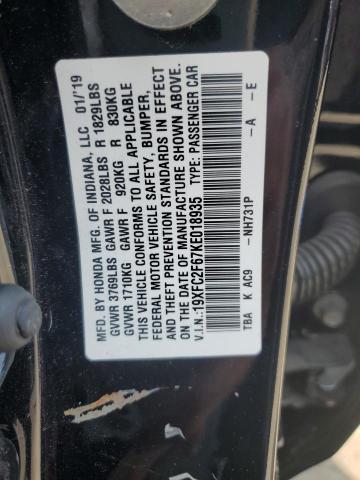 MFD. BY HONDA MFG. OF INDIANA, LLC 01/'19
GVWR 3769LBS GAWR F 2028LBS R 1829LBS
GVWR 1710KG GAWR F 920KG R 830KG
THIS VEHICLE CONFORMS TO ALL APPLICABLE
FEDERAL MOTOR VEHICLE SAFETY, BUMPER,
AND THEFT PREVENTION STANDARDS IN EFFECT
ON THE DATE OF MANUFACTURE SHOWN ABOVE.
V.I.N.:19XFC2F67KE018935 TYPE: PASSENGER CAR
TBA K AC9 -NH731P -A -E